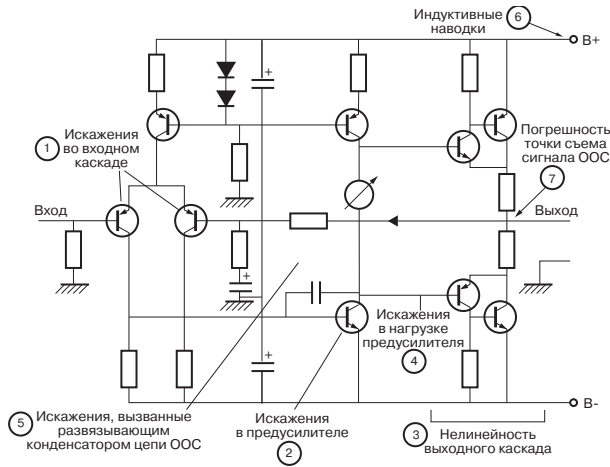 Индуктивные
наводки
6
B+
1
Искажения
во входном
каскаде
Погрешность
точки съема
сигнала ООС
7
Вход
Выход
+
+
+
Искажения
в нагрузке
предусилителя
4
5
Искажения, вызванные
развязывающим
конденсатором цепи ООС
Искажения
в предусилителе
2
3
Нелинейность
выходного каскада
B-